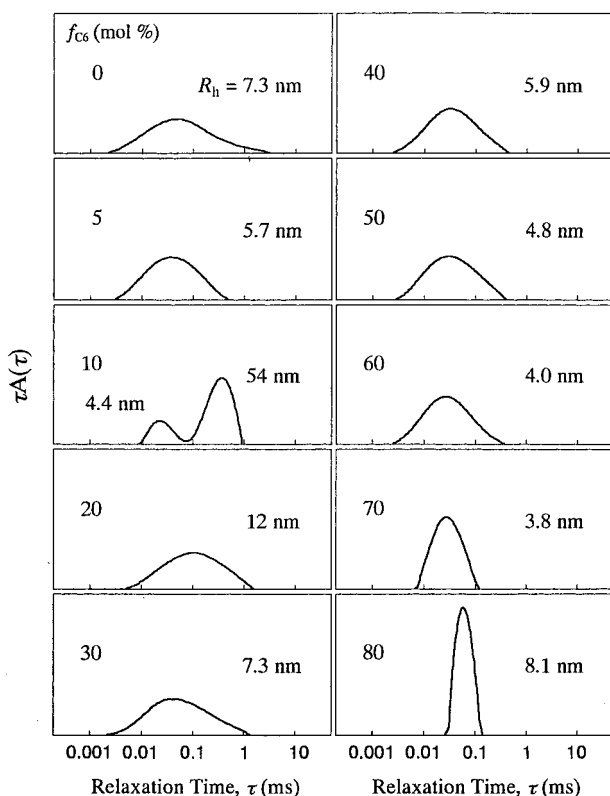 f_C6 (mol %)
0
R_h = 7.3 nm
40
5.9 nm
5
5.7 nm
50
4.8 nm
10
4.4 nm
54 nm
60
4.0 nm
20
12 nm
70
3.8 nm
30
7.3 nm
80
8.1 nm
τA(τ)
0.001 0.01 0.1 1 10
0.001 0.01 0.1 1 10
Relaxation Time, τ (ms)
Relaxation Time, τ (ms)